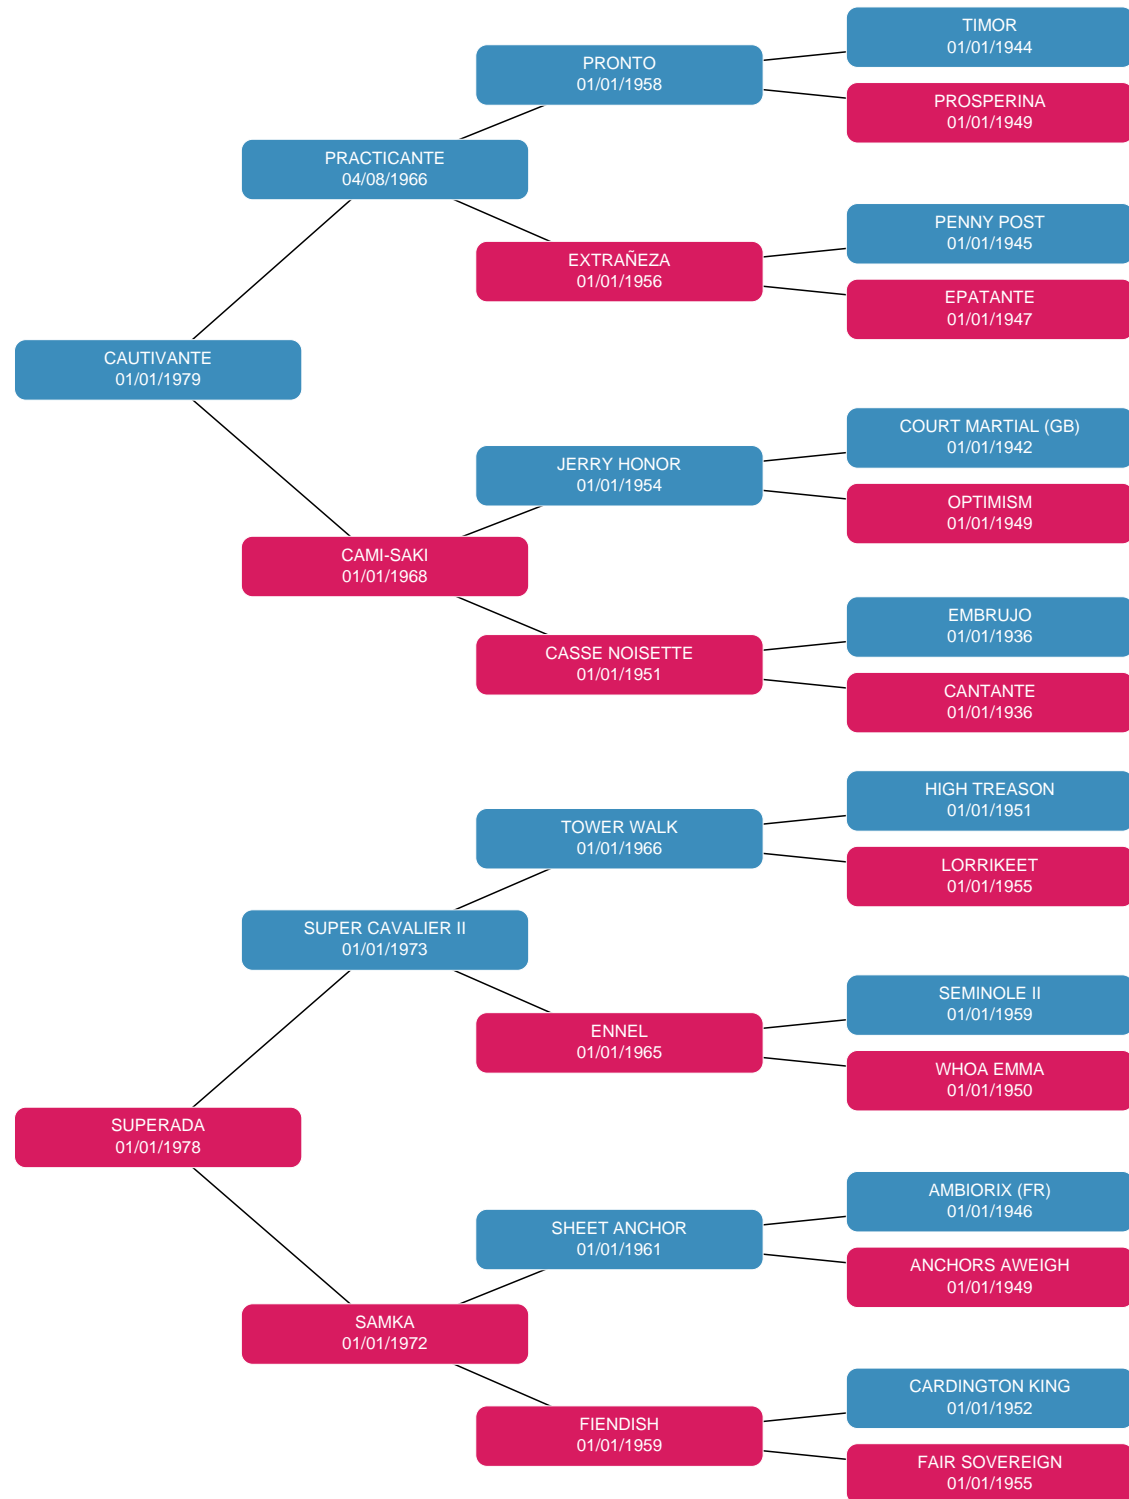 TIMOR
01/01/1944
PRONTO
01/01/1958
PROSPERINA
01/01/1949
PRACTICANTE
04/08/1966
PENNY POST
01/01/1945
EXTRAÑEZA
01/01/1956
EPATANTE
01/01/1947
CAUTIVANTE
01/01/1979
COURT MARTIAL (GB)
01/01/1942
JERRY HONOR
01/01/1954
OPTIMISM
01/01/1949
CAMI-SAKI
01/01/1968
EMBRUJO
01/01/1936
CASSE NOISETTE
01/01/1951
CANTANTE
01/01/1936
HIGH TREASON
01/01/1951
TOWER WALK
01/01/1966
LORRIKEET
01/01/1955
SUPER CAVALIER II
01/01/1973
SEMINOLE II
01/01/1959
ENNEL
01/01/1965
WHOA EMMA
01/01/1950
SUPERADA
01/01/1978
AMBIORIX (FR)
01/01/1946
SHEET ANCHOR
01/01/1961
ANCHORS AWEIGH
01/01/1949
SAMKA
01/01/1972
CARDINGTON KING
01/01/1952
FIENDISH
01/01/1959
FAIR SOVEREIGN
01/01/1955